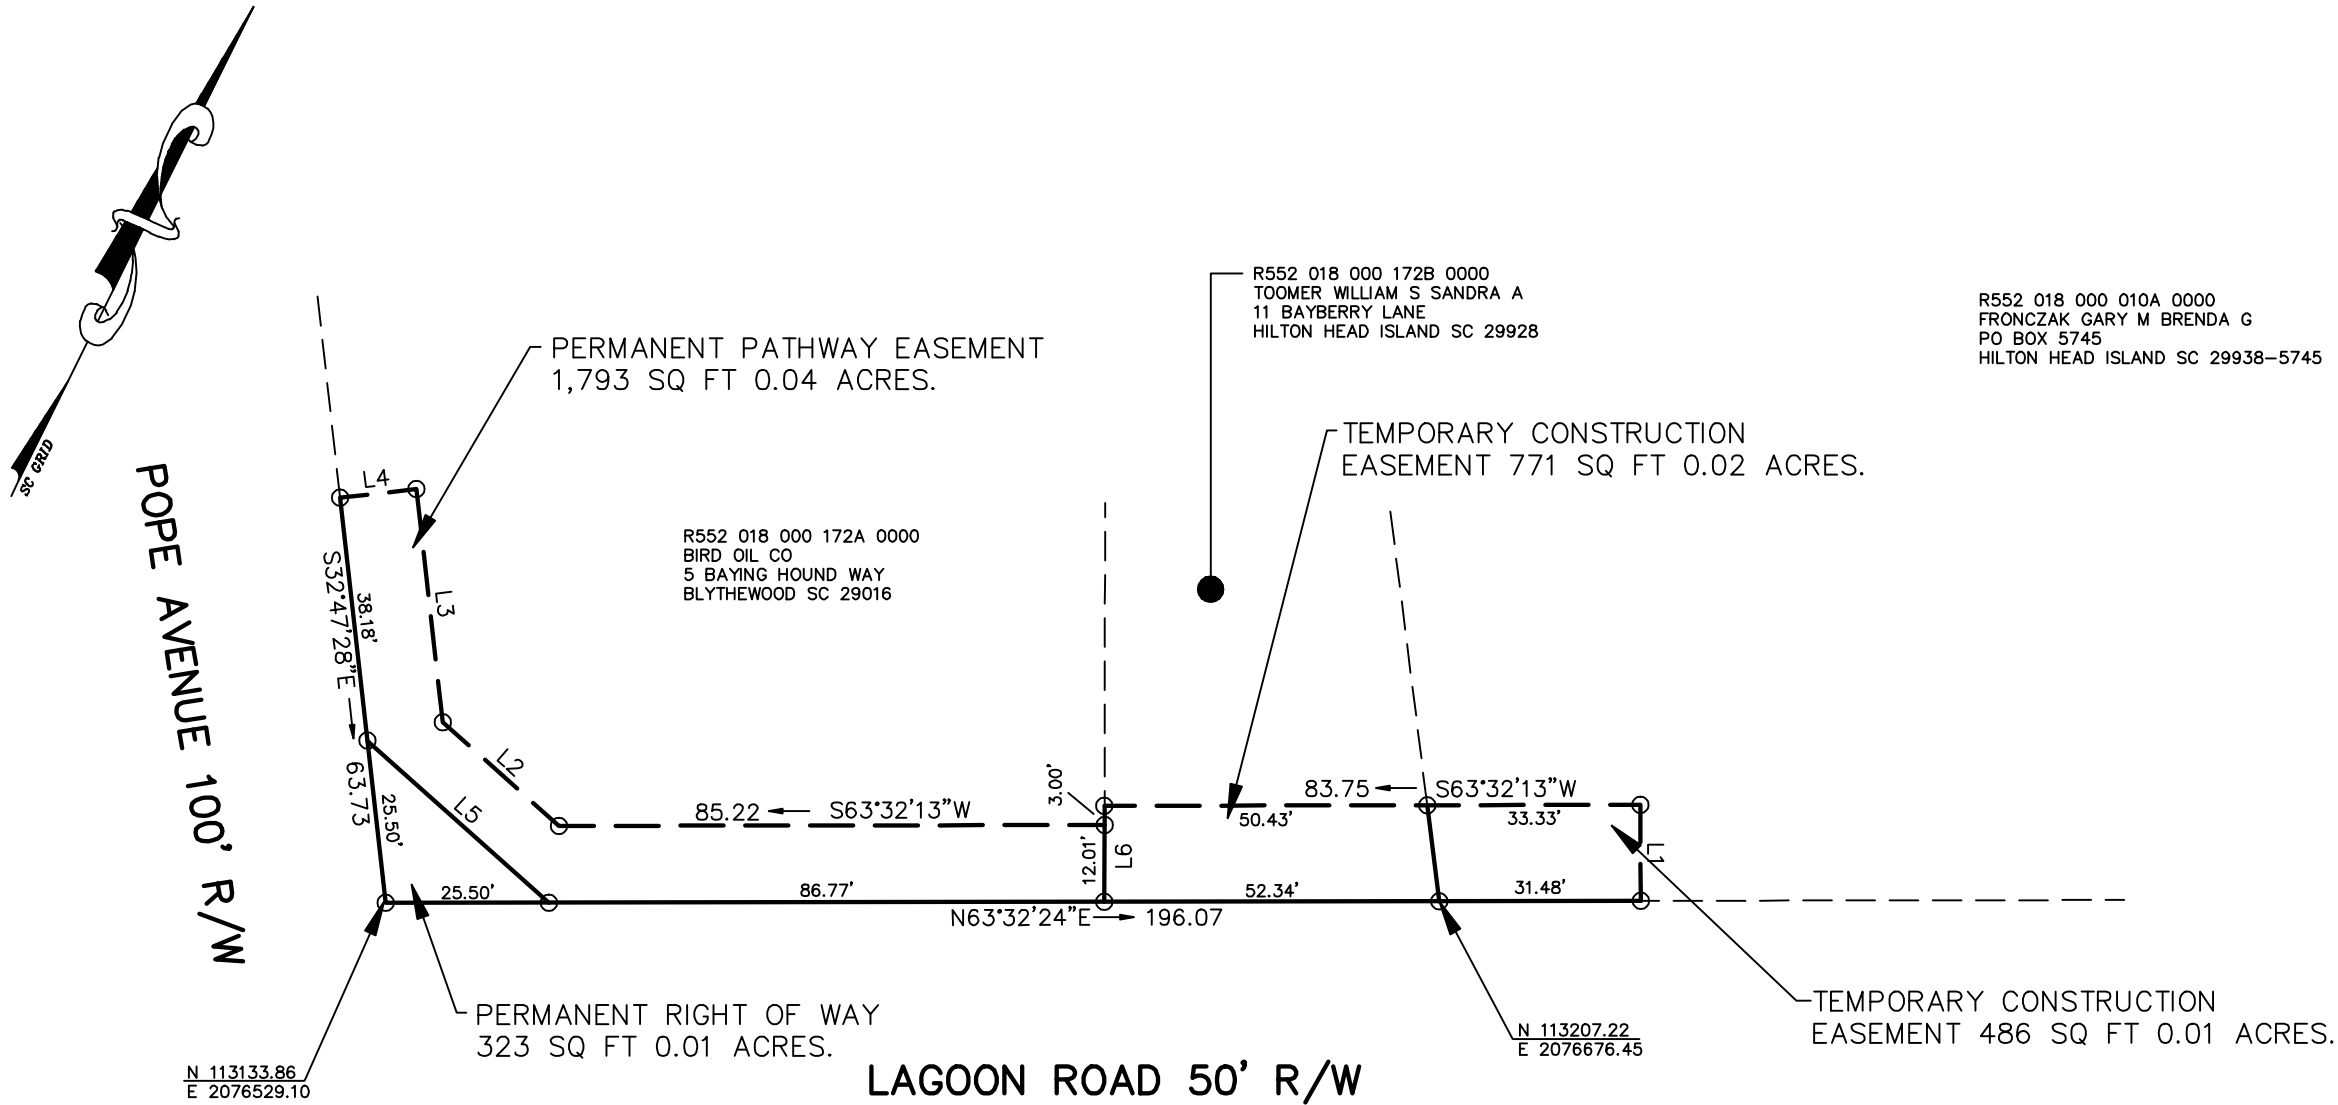 SC GRID
R552 018 000 172B 0000
TOOMER WILLIAM S SANDRA A
11 BAYBERRY LANE
HILTON HEAD ISLAND SC 29928
R552 018 000 010A 0000
FRONCZAK GARY M BRENDA G
PO BOX 5745
HILTON HEAD ISLAND SC 29938-5745
PERMANENT PATHWAY EASEMENT
1,793 SQ FT 0.04 ACRES.
TEMPORARY CONSTRUCTION
EASEMENT 771 SQ FT 0.02 ACRES.
POPE AVENUE 100' R/W
L4
S32°47'28"E
63.73
38.18'
25.50'
L3
R552 018 000 172A 0000
BIRD OIL CO
5 BAYING HOUND WAY
BLYTHEWOOD SC 29016
L2
L5
85.22
S63°32'13"W
3.00'
83.75
S63°32'13"W
50.43'
33.33'
12.01'
L6
L1
25.50'
86.77'
52.34'
31.48'
N63°32'24"E
196.07
PERMANENT RIGHT OF WAY
323 SQ FT 0.01 ACRES.
TEMPORARY CONSTRUCTION
EASEMENT 486 SQ FT 0.01 ACRES.
N 113207.22
E 2076676.45
N 113133.86
E 2076529.10
LAGOON ROAD 50' R/W